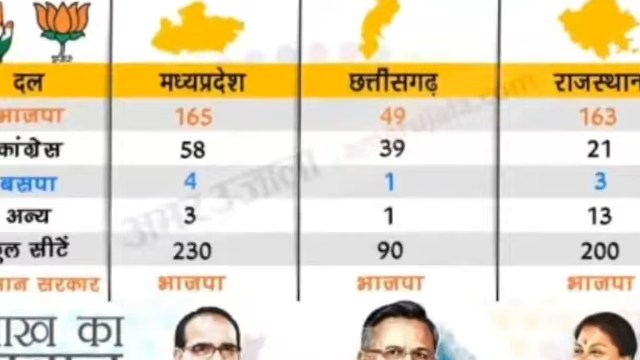 दल मध्यप्रदेश छत्तीसगढ़ राजस्थान
भाजपा 165 49 163
कांग्रेस 58 39 21
बसपा 4 1 3
अन्य 3 1 13
कुल सीटें 230 90 200
सरकार भाजपा भाजपा भाजपा
अमर उजाला
का